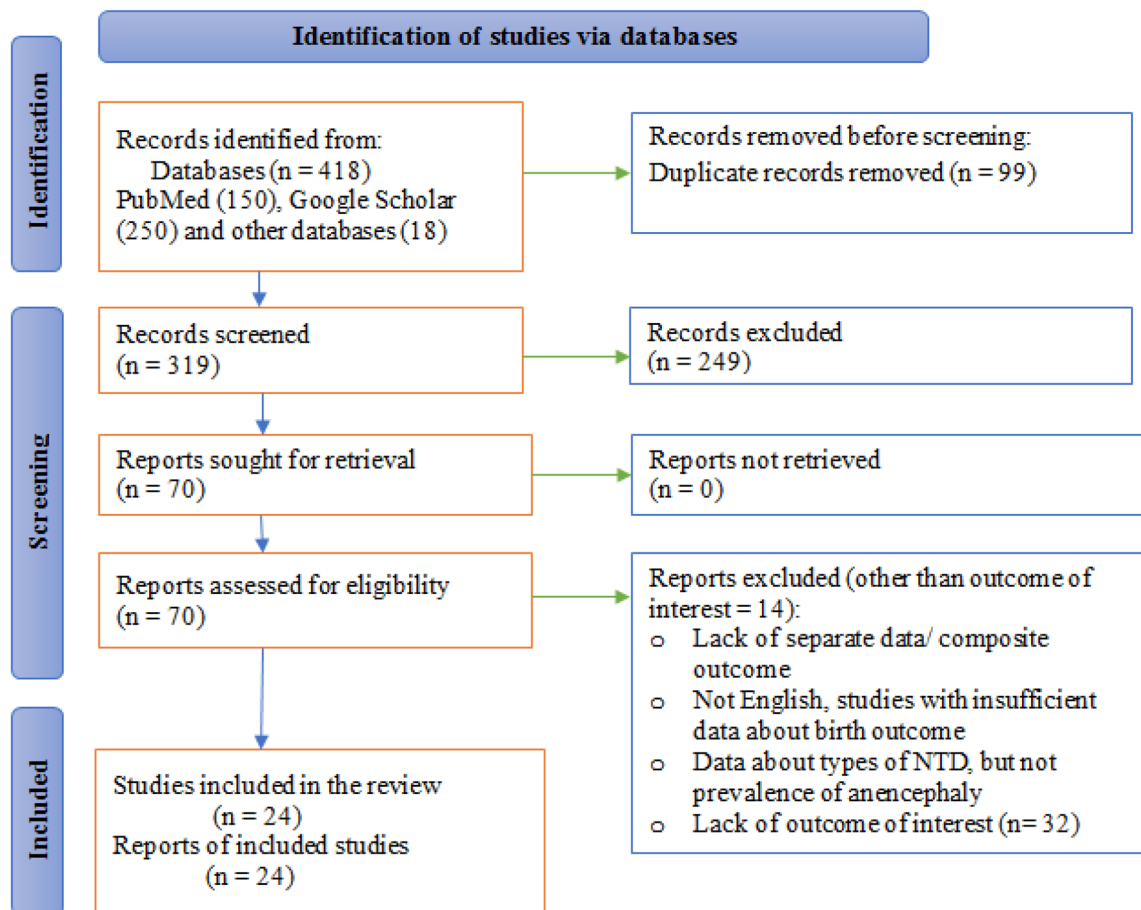 Identification of studies via databases
Identification
Records identified from:
Databases (n = 418)
PubMed (150), Google Scholar
(250) and other databases (18)
Records removed before screening:
Duplicate records removed (n = 99)
Screening
Records screened
(n = 319)
Records excluded
(n = 249)
Reports sought for retrieval
(n = 70)
Reports not retrieved
(n = 0)
Reports assessed for eligibility
(n = 70)
Reports excluded (other than outcome of
interest = 14):
o Lack of separate data/ composite
outcome
o Not English, studies with insufficient
data about birth outcome
o Data about types of NTD, but not
prevalence of anencephaly
o Lack of outcome of interest (n= 32)
Included
Studies included in the review
(n = 24)
Reports of included studies
(n = 24)